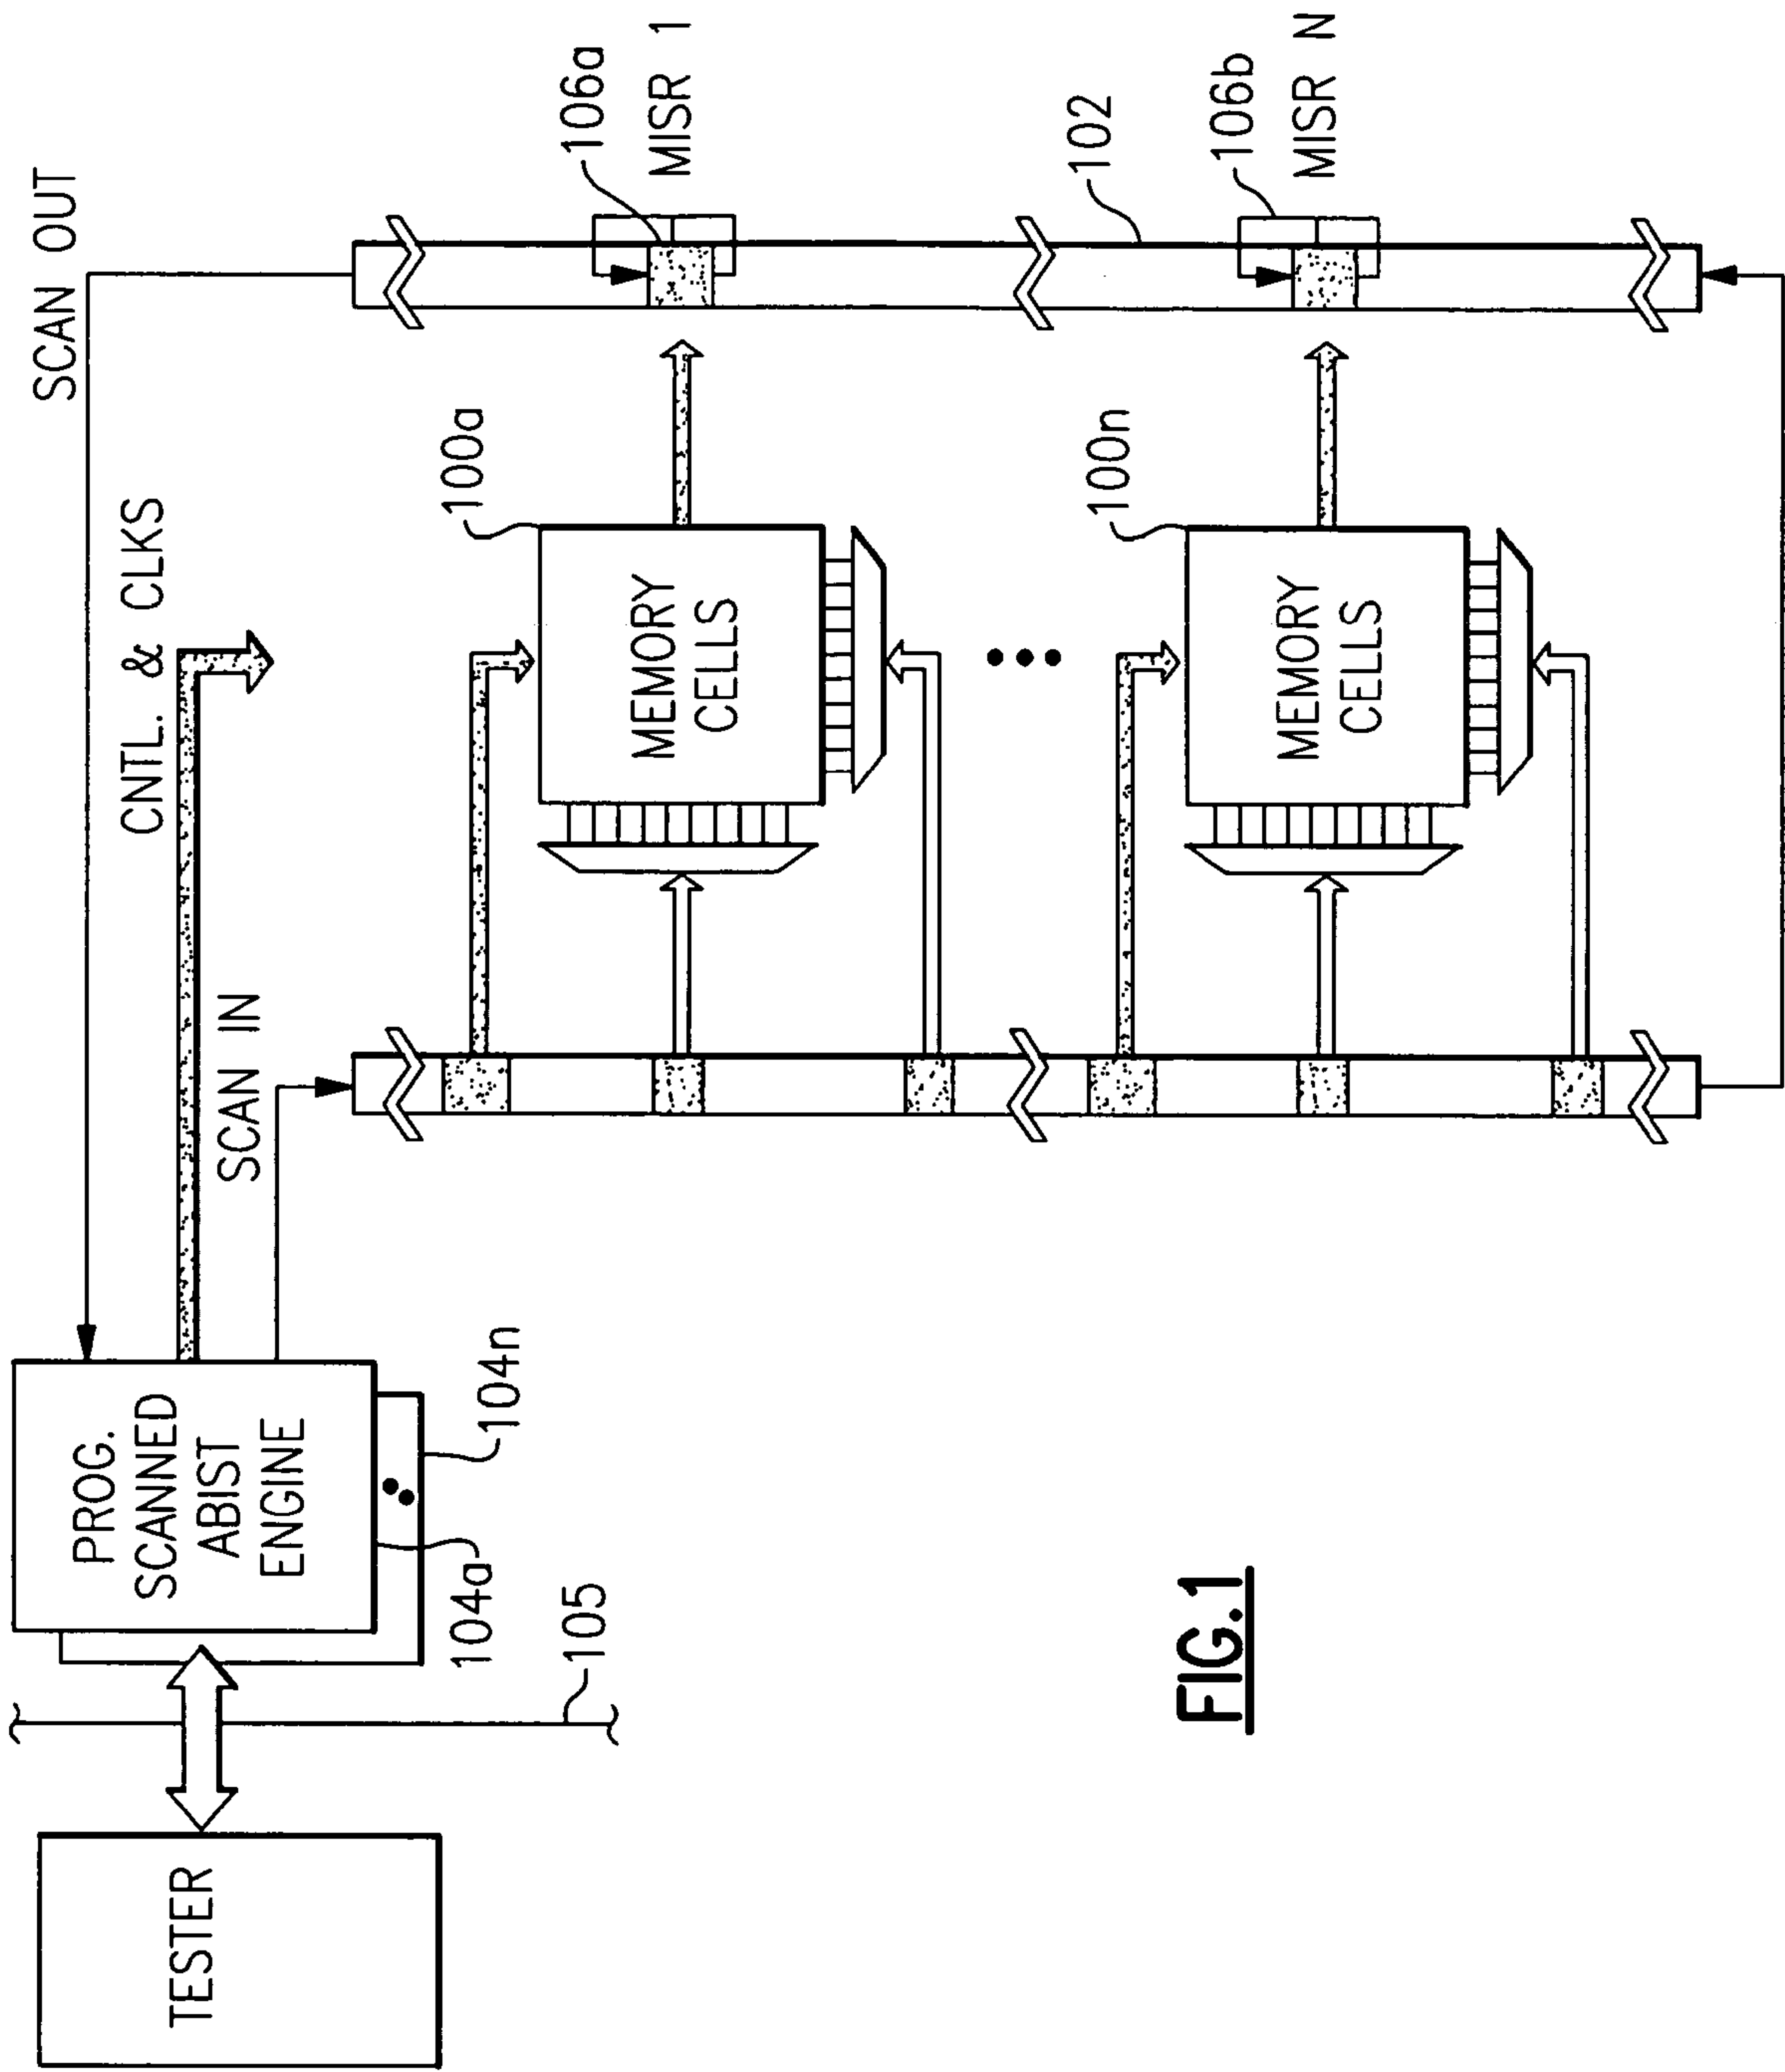 TESTER
105
PROG.
SCANNED
ABIST
ENGINE
104a
104n
SCAN OUT
CNTL. & CLKS
SCAN IN
MEMORY
CELLS
100a
MEMORY
CELLS
100n
106a
MISR 1
102
106b
MISR N
FIG.1